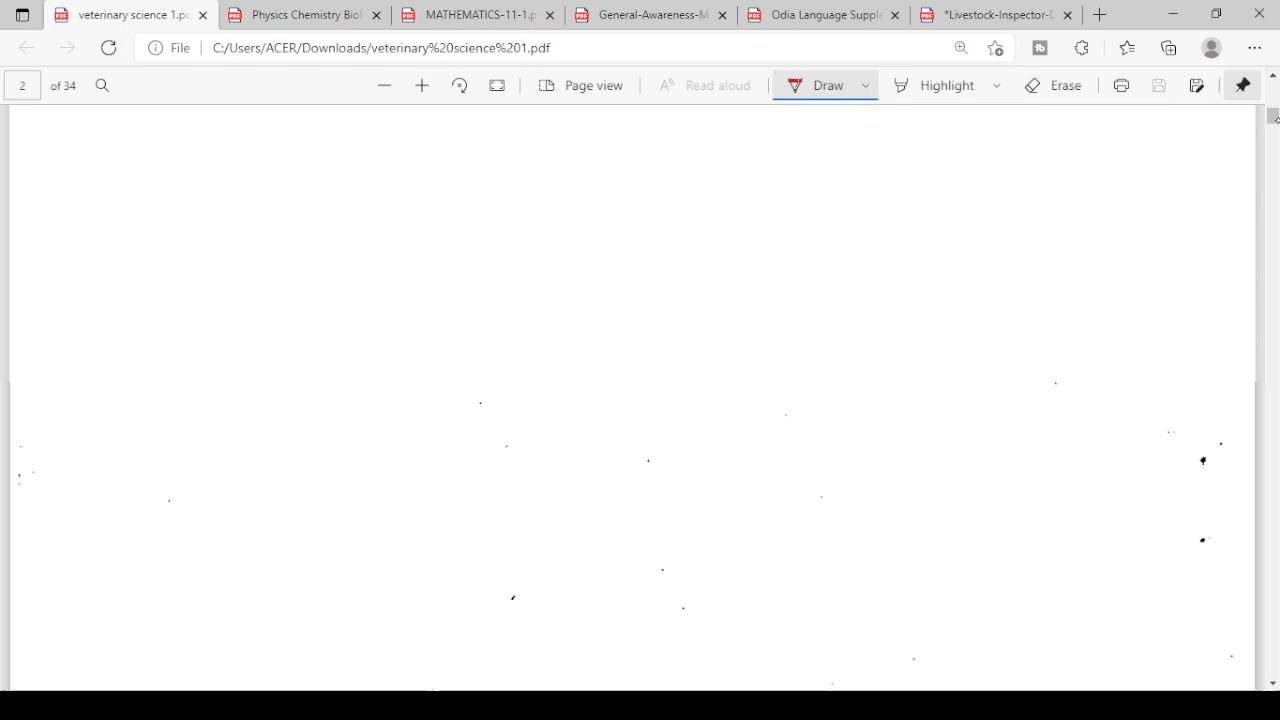 veterinary science 1.pd
Physics Chemistry Biol
MATHEMATICS-11-1.p
General-Awareness-M
Odia Language Supple
*Livestock-Inspector-D
File
C:/Users/ACER/Downloads/veterinary%20science%201.pdf
2
of 34
Page view
Read aloud
Draw
Highlight
Erase